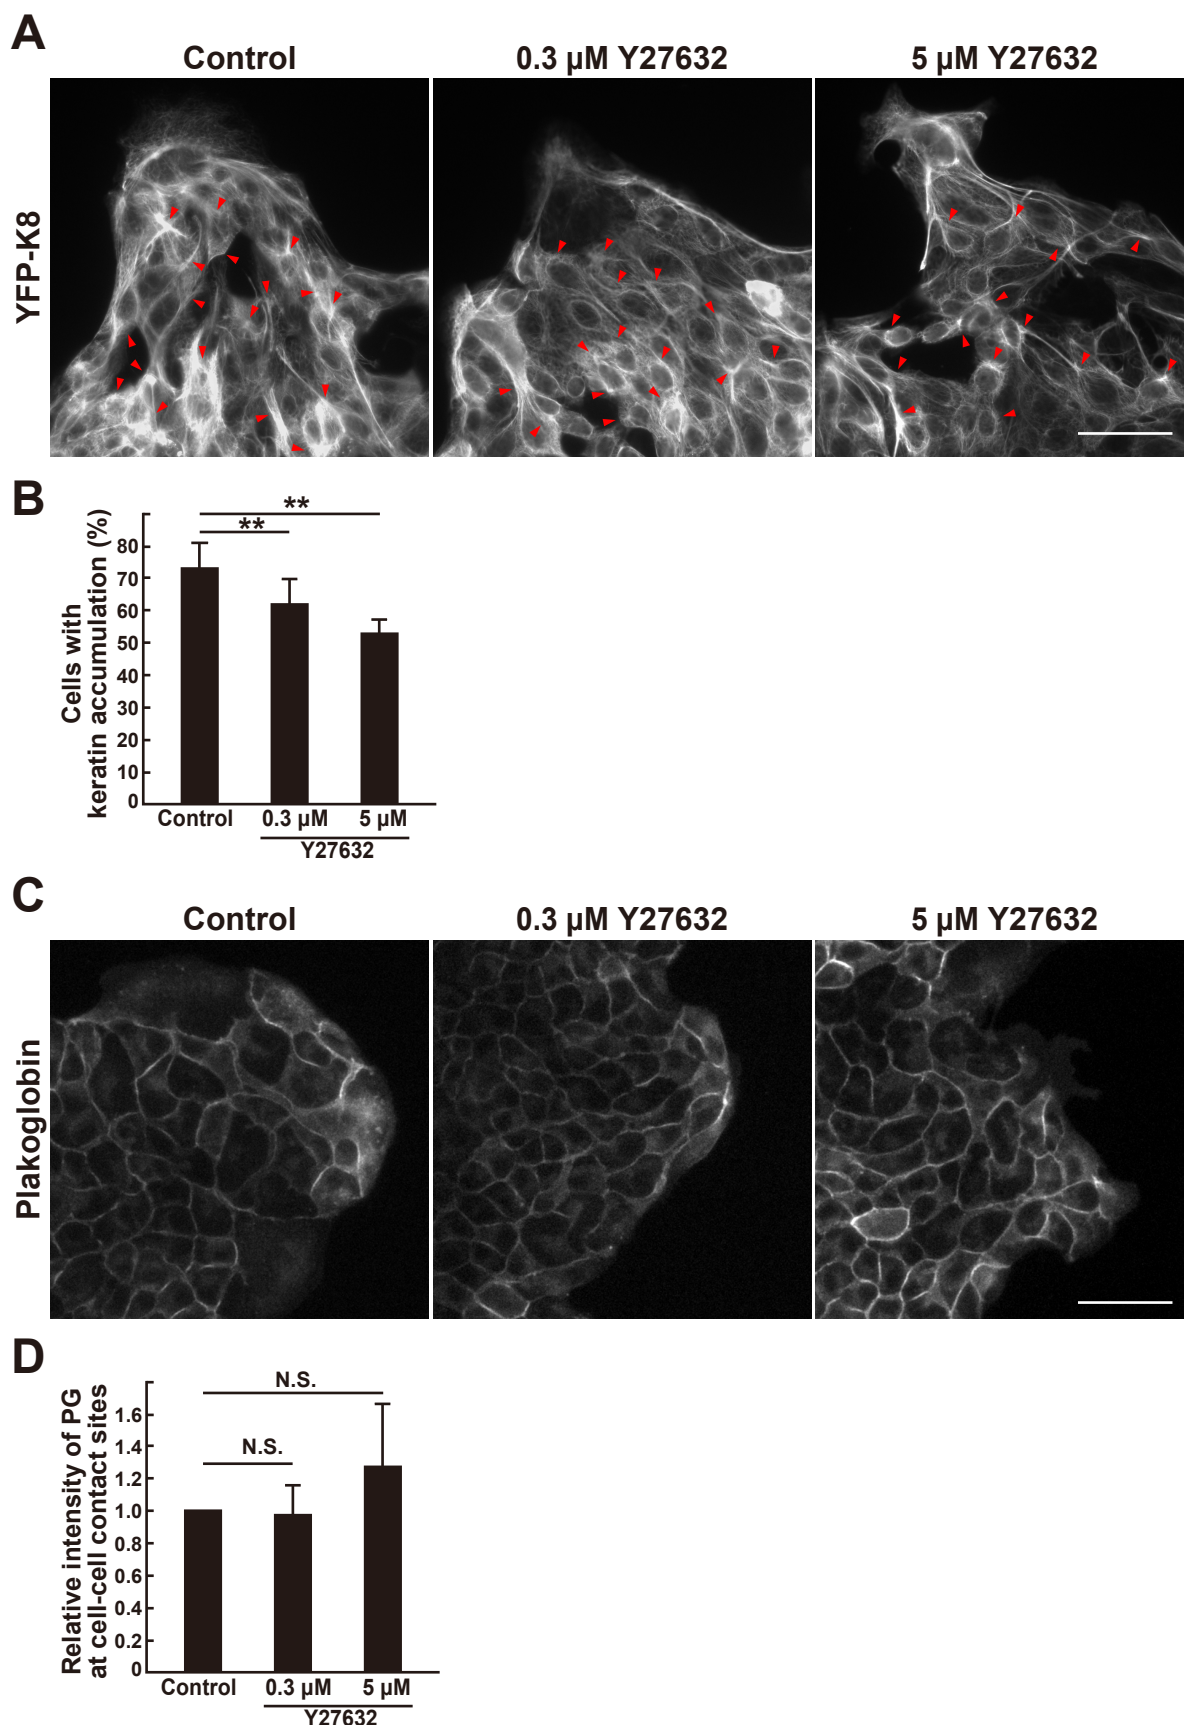 A
Control
0.3 µM Y27632
5 µM Y27632
YFP-K8
B
Cells with
keratin accumulation (%)
**
**
80
70
60
50
40
30
20
10
0
Control
0.3 µM
5 µM
Y27632
C
Control
0.3 µM Y27632
5 µM Y27632
Plakoglobin
D
Relative intensity of PG
at cell-cell contact sites
N.S.
N.S.
1.6
1.4
1.2
1.0
0.8
0.6
0.4
0.2
0
Control
0.3 µM
5 µM
Y27632